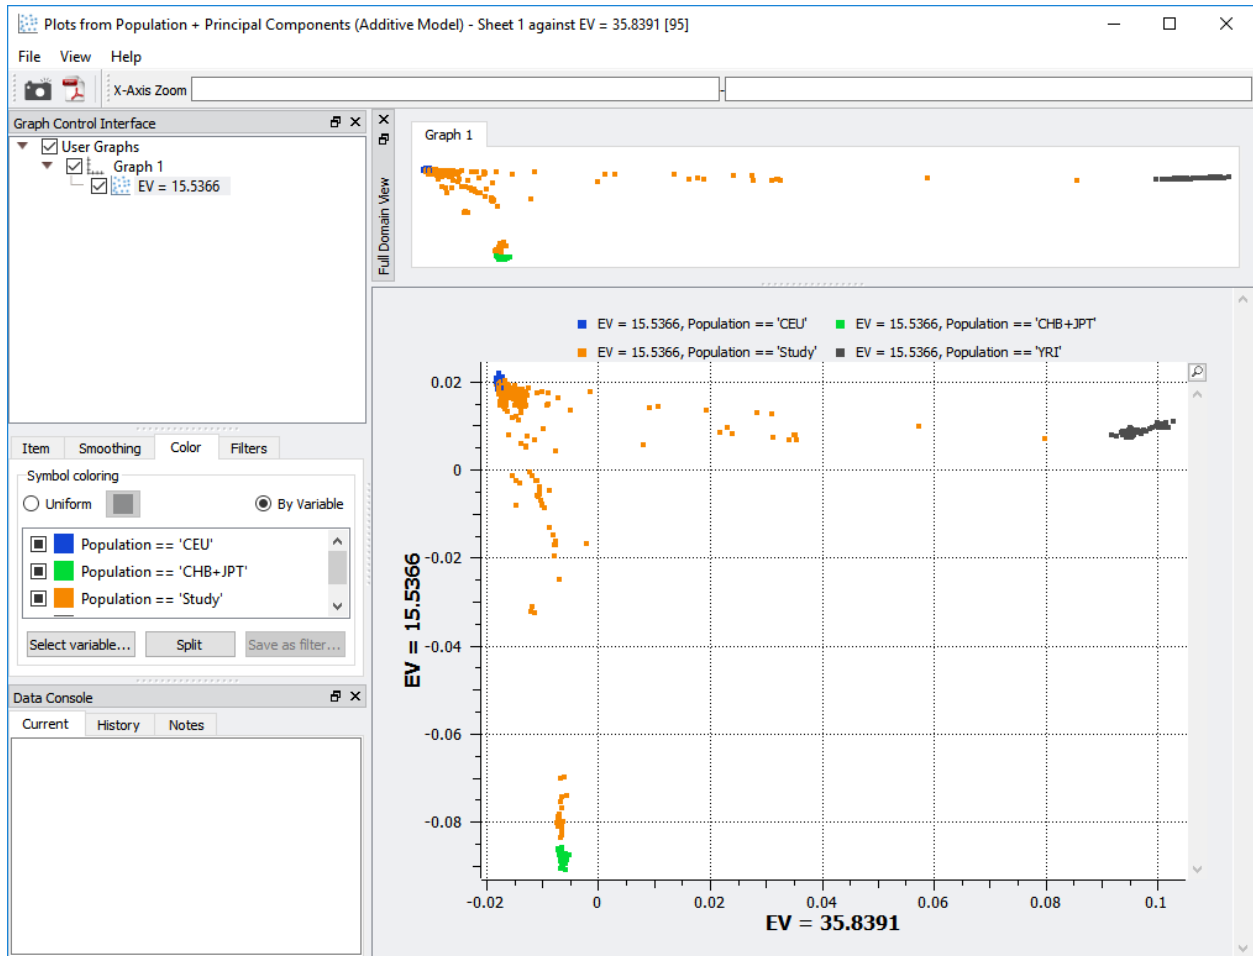 Plots from Population + Principal Components (Additive Model) - Sheet 1 against EV = 35.8391 [95]
File View Help
X-Axis Zoom -
Graph Control Interface
User Graphs
Graph 1
EV = 15.5366
Item Smoothing Color Filters
Symbol coloring
Uniform By Variable
Population == 'CEU'
Population == 'CHB+JPT'
Population == 'Study'
Select variable... Split Save as filter...
Data Console
Current History Notes
Full Domain View
Graph 1
EV = 15.5366, Population == 'CEU' EV = 15.5366, Population == 'CHB+JPT'
EV = 15.5366, Population == 'Study' EV = 15.5366, Population == 'YRI'
EV = 15.5366
0.02
0
-0.02
-0.04
-0.06
-0.08
-0.02 0 0.02 0.04 0.06 0.08 0.1
EV = 35.8391